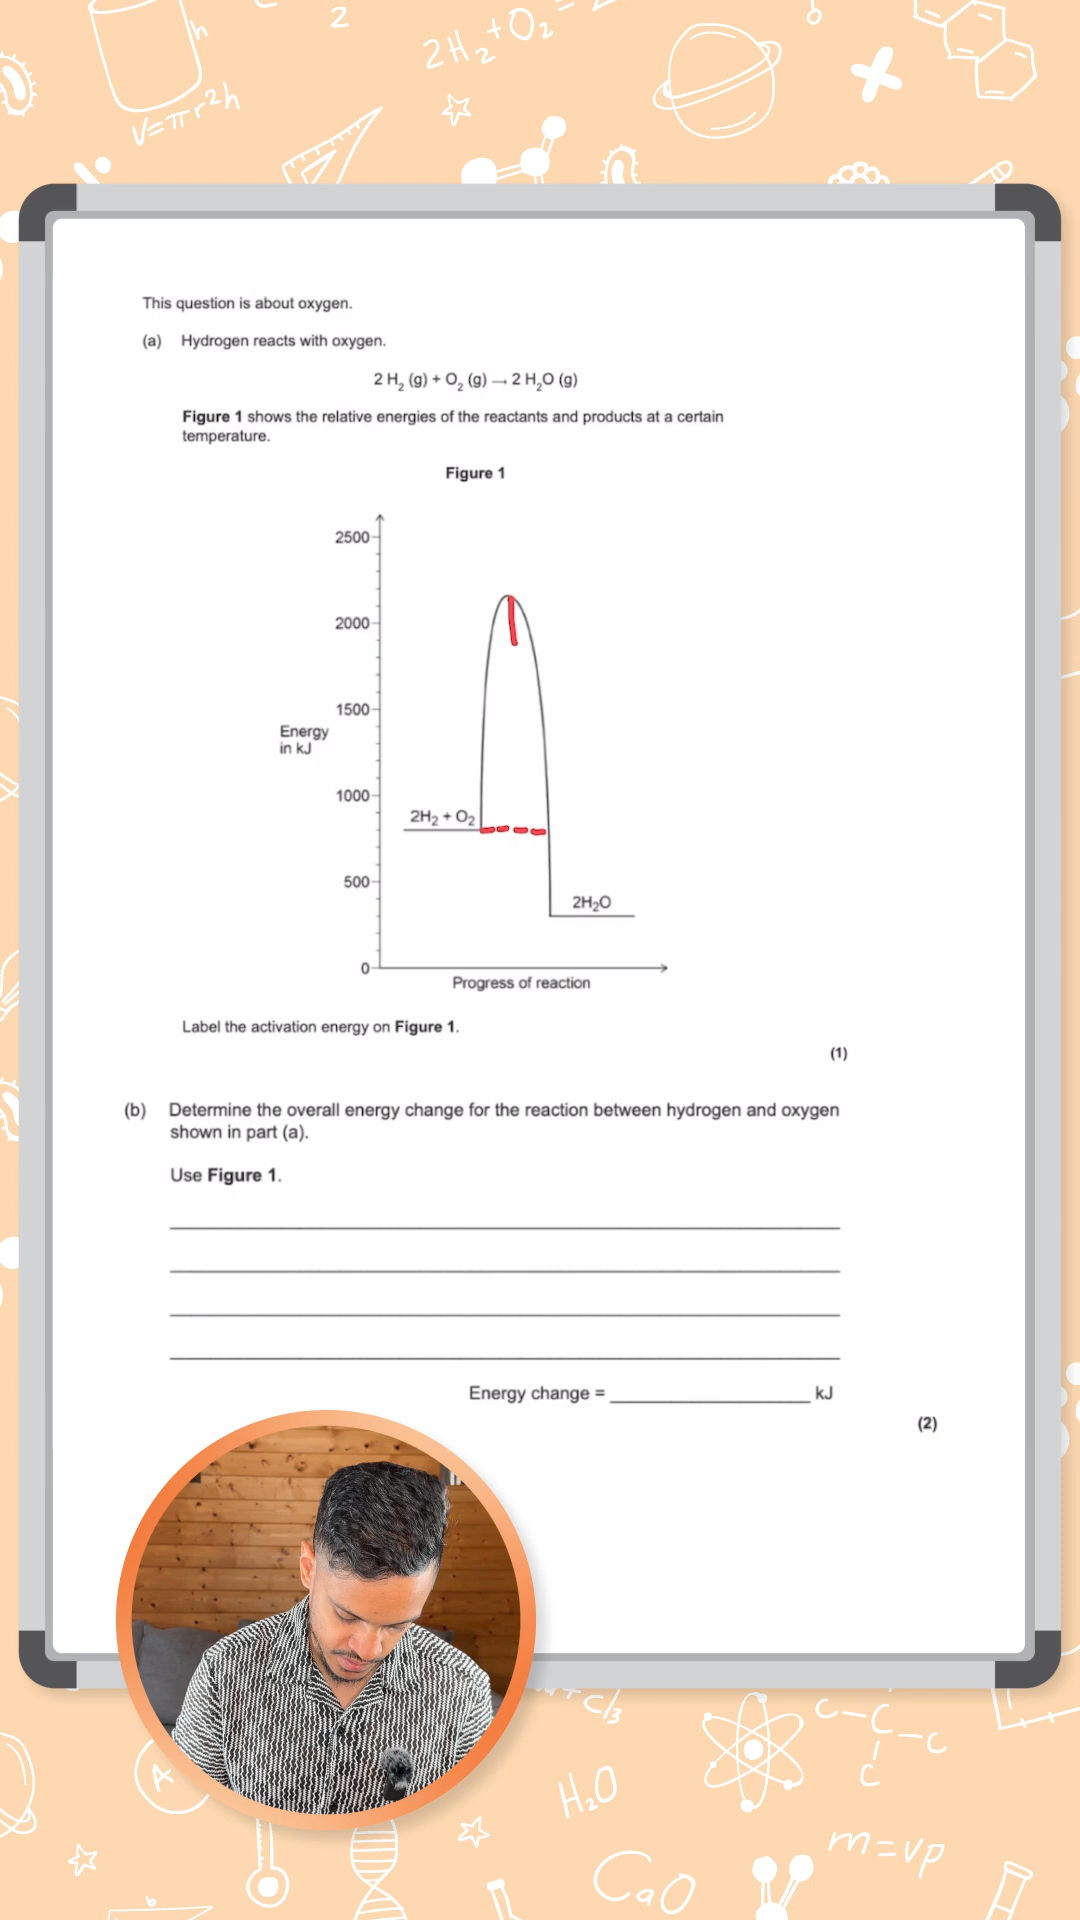 2
2H₂+O₂=
h
V=πr²h
This question is about oxygen.
(a) Hydrogen reacts with oxygen.
2 H₂ (g) + O₂ (g) → 2 H₂O (g)
Figure 1 shows the relative energies of the reactants and products at a certain
temperature.
Figure 1
2500
2000
1500
Energy
in kJ
1000
2H₂ + O₂
500
2H₂O
0
Progress of reaction
Label the activation energy on Figure 1.
(1)
(b) Determine the overall energy change for the reaction between hydrogen and oxygen
shown in part (a).
Use Figure 1.
Energy change = kJ
(2)
C–C–C
C
A
H₂O
m=vp
CaO
b